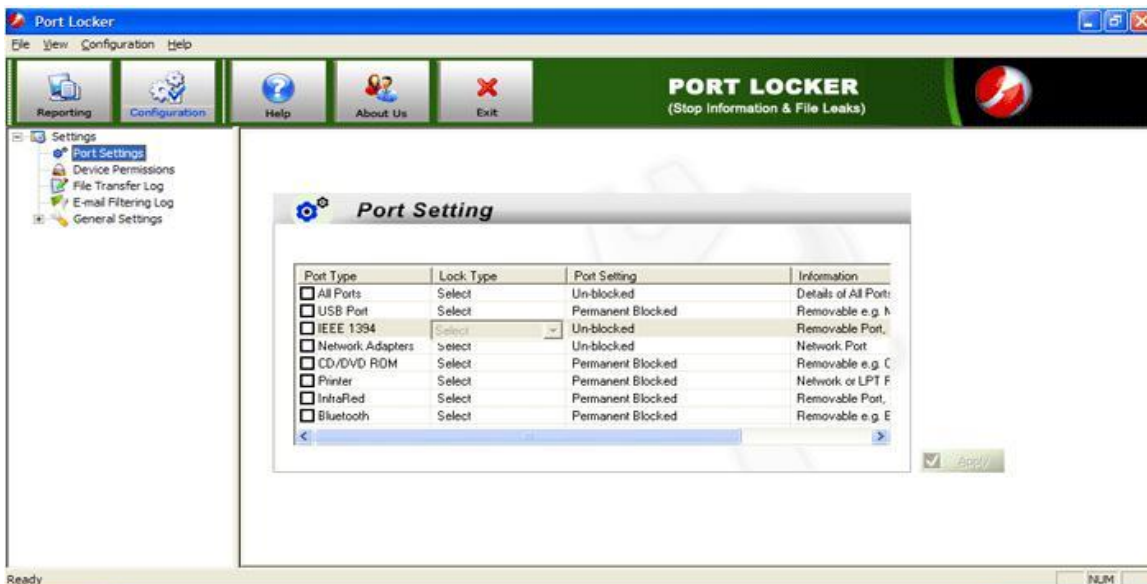 Port Locker
File View Configuration Help
Reporting
Configuration
Help
About Us
Exit
PORT LOCKER
(Stop Information & File Leaks)
Settings
Port Settings
Device Permissions
File Transfer Log
E-mail Filtering Log
General Settings
Port Setting
Port Type Lock Type Port Setting Information
All Ports Select Un-blocked Details of All Ports
USB Port Select Permanent Blocked Removable e.g.
IEEE 1394 Select Un-blocked Removable Port,
Network Adapters Select Un-blocked Network Port
CD/DVD ROM Select Permanent Blocked Removable e.g.
Printer Select Permanent Blocked Network or LPT
InfraRed Select Permanent Blocked Removable Port,
Bluetooth Select Permanent Blocked Removable e.g.
Apply
Ready
NUM